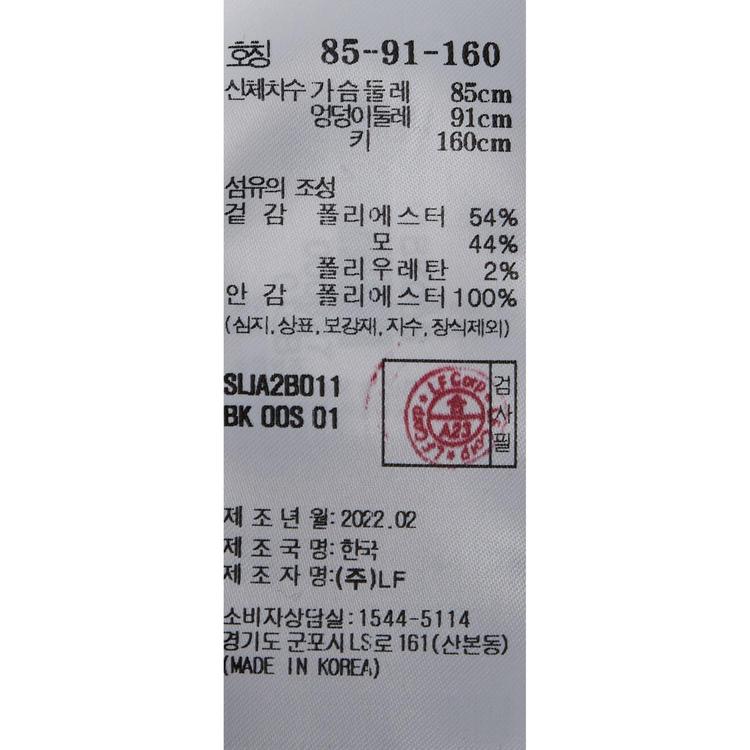 호칭 85-91-160
신체치수 가슴둘레 85cm
엉덩이둘레 91cm
키 160cm
섬유의 조성
겉감 폴리에스터 54%
모 44%
폴리우레탄 2%
안감 폴리에스터 100%
(심지,상표,보강재,자수,장식제외)
SLJA2B011
BK 00S 01
검사필
LF Corp
合
A23
LF Corp
LF Corp
제 조 년 월: 2022.02
제 조 국 명: 한국
제 조 자 명: (주)LF
소비자상담실: 1544-5114
경기도 군포시 LS로 161(산본동)
(MADE IN KOREA)